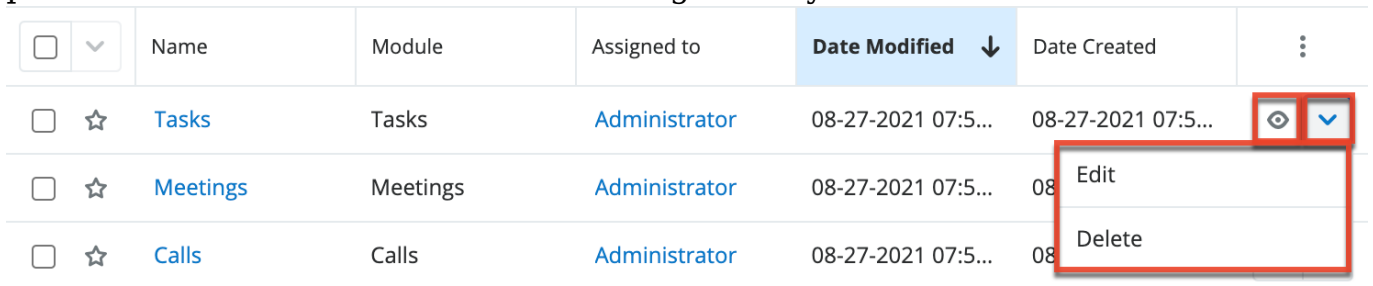 Name Module Assigned to Date Modified Date Created
Tasks Tasks Administrator 08-27-2021 07:5... 08-27-2021 07:5...
Edit
Meetings Meetings Administrator 08-27-2021 07:5... 08
Delete
Calls Calls Administrator 08-27-2021 07:5... 08